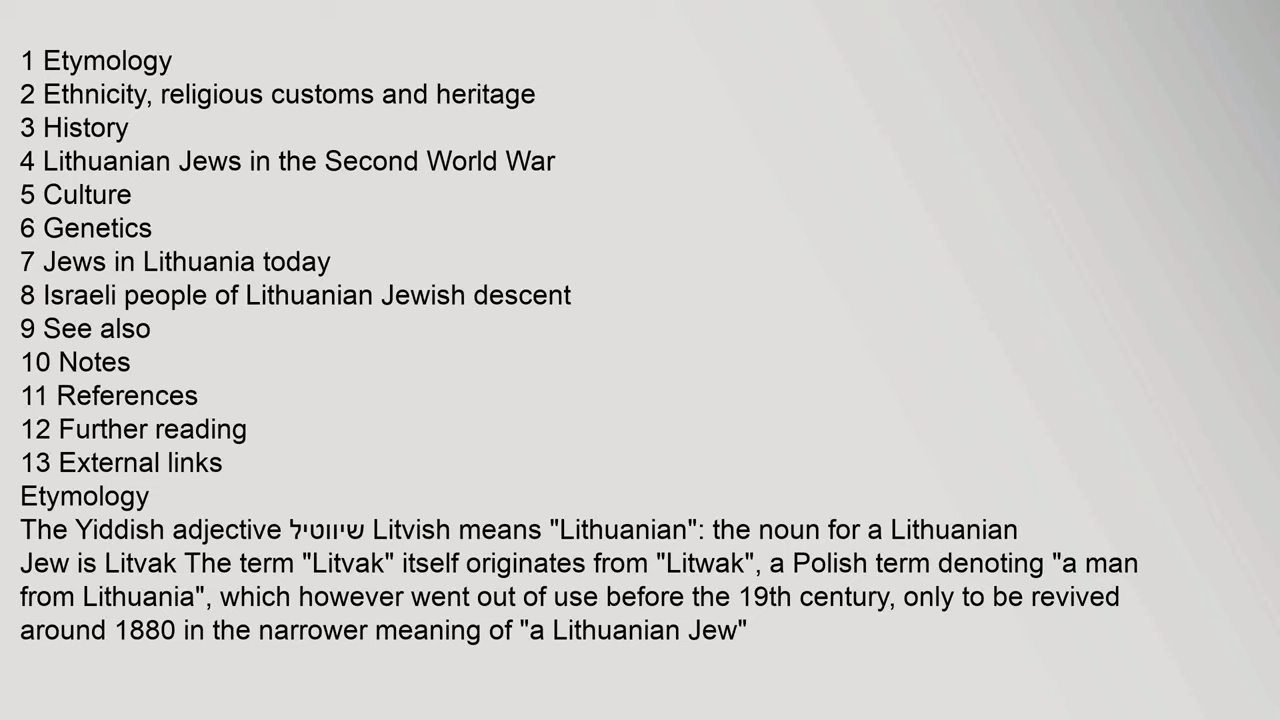 1 Etymology
2 Ethnicity, religious customs and heritage
3 History
4 Lithuanian Jews in the Second World War
5 Culture
6 Genetics
7 Jews in Lithuania today
8 Israeli people of Lithuanian Jewish descent
9 See also
10 Notes
11 References
12 Further reading
13 External links
Etymology
The Yiddish adjective שיווטיל Litvish means "Lithuanian": the noun for a Lithuanian
Jew is Litvak The term "Litvak" itself originates from "Litwak", a Polish term denoting "a man
from Lithuania", which however went out of use before the 19th century, only to be revived
around 1880 in the narrower meaning of "a Lithuanian Jew"